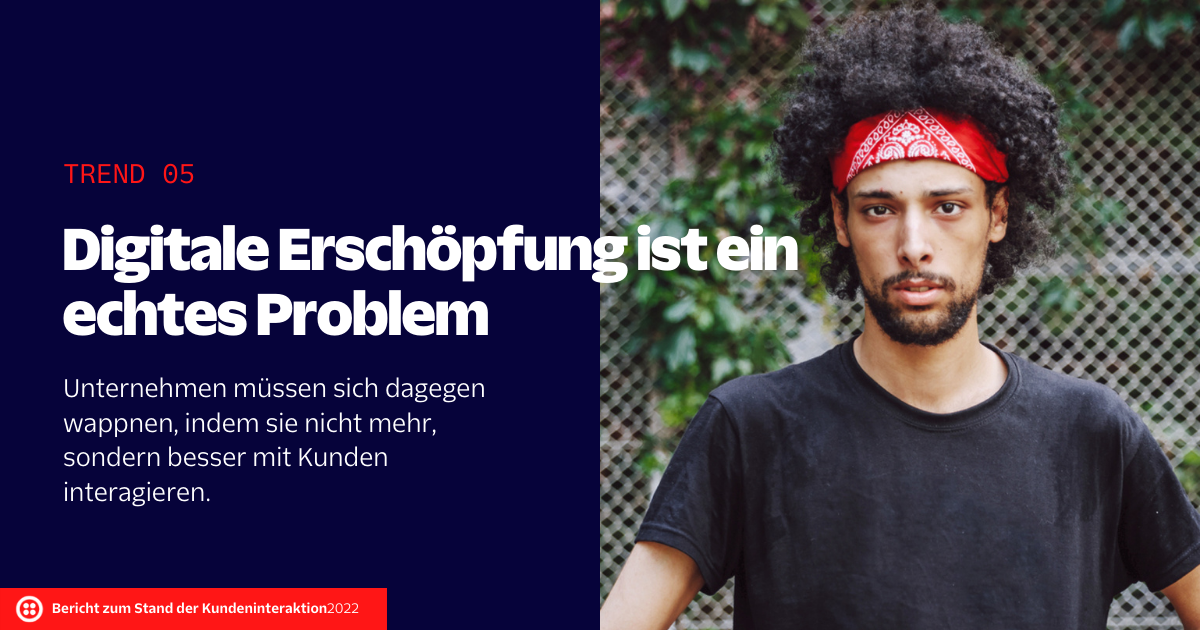 TREND 05
Digitale Erschöpfung ist ein
echtes Problem
Unternehmen müssen sich dagegen
wappnen, indem sie nicht mehr,
sondern besser mit Kunden
interagieren.
Bericht zum Stand der Kundeninteraktion2022